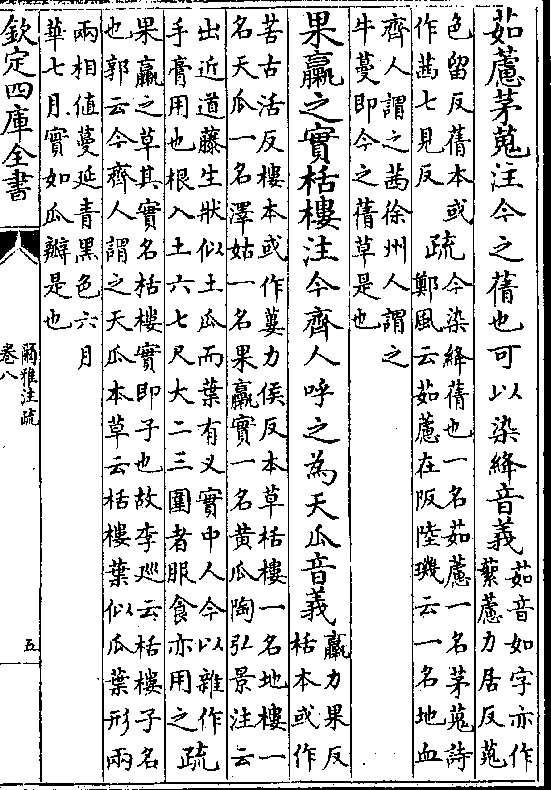 茹藘茅蒐注今之蒨也可以染絳音義茹音如字亦作
蕠藘力居反蒐
色留反蒨本或
作茜七見反疏今染絳蒨也一名茹藘一名茅蒐詩
鄭風云茹藘在阪陸璣云一名地血
齊人謂之茜徐州人謂之
牛蔓即今之蒨草是也
果臝之實栝樓注今齊人呼之為天瓜音義臝力果反
栝本或作
苦古活反樓本或作蔞力侯反本草栝樓一名地樓一
名天瓜一名澤姑一名果臝實一名黄瓜陶弘景注云
出近道藤生狀似土瓜而葉有叉實中人今以雜作
手膏用也根入土六七尺大二三圍者服食亦用之疏
果臝之草其實名栝樓實即子也故李廵云栝樓子名
也郭云今齊人謂之天瓜本草云栝樓葉似瓜葉形兩
兩相值蔓延青黑色六月
華七月實如瓜瓣是也
欽定四庫全書
爾雅注疏
卷八
五